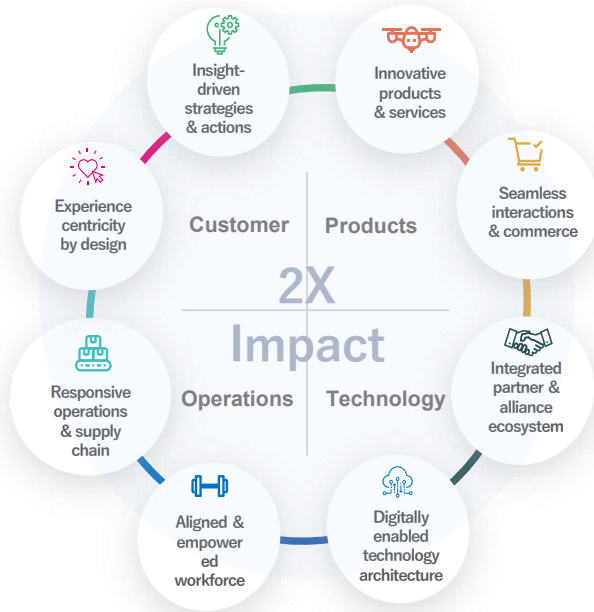 Insight-
driven
strategies
& actions
Innovative
products
& services
Seamless
interactions
& commerce
Integrated
partner &
alliance
ecosystem
Digitally
enabled
technology
architecture
Aligned &
empower
ed
workforce
Responsive
operations
& supply
chain
Experience
centricity
by design
Customer
Products
2X
Impact
Operations
Technology